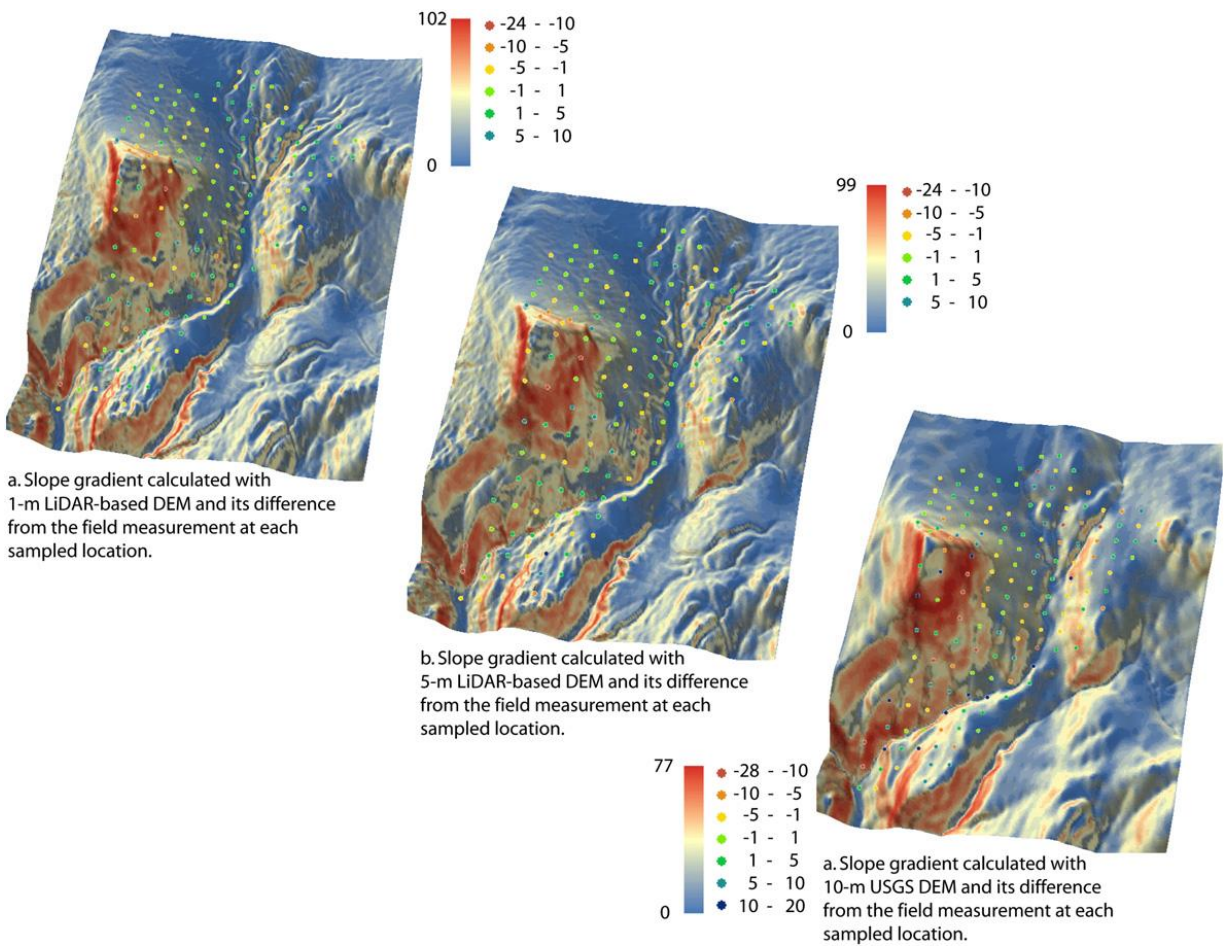 102
0
-24 - -10
-10 - -5
-5 - -1
-1 - 1
1 - 5
5 - 10
a. Slope gradient calculated with
1-m LiDAR-based DEM and its difference
from the field measurement at each
sampled location.
99
0
-24 - -10
-10 - -5
-5 - -1
-1 - 1
1 - 5
5 - 10
b. Slope gradient calculated with
5-m LiDAR-based DEM and its difference
from the field measurement at each
sampled location.
77
0
-28 - -10
-10 - -5
-5 - -1
-1 - 1
1 - 5
5 - 10
10 - 20
a. Slope gradient calculated with
10-m USGS DEM and its difference
from the field measurement at each
sampled location.